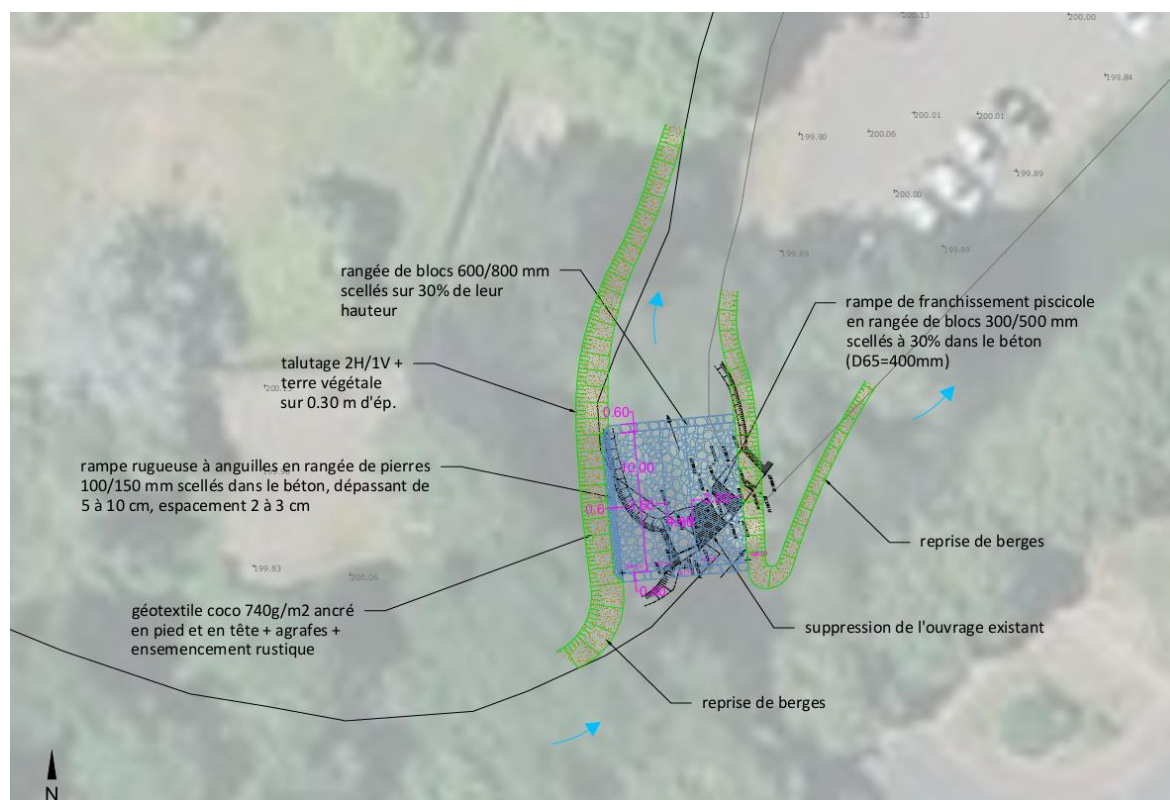 200.13
200.00
199.84
200.01
200.01
199.90
200.06
199.89
200.00
199.89
199.89
rangée de blocs 600/800 mm
scellés sur 30% de leur
hauteur
rampe de franchissement piscicole
en rangée de blocs 300/500 mm
scellés à 30% dans le béton
(D65=400mm)
talutage 2H/1V +
terre végétale
sur 0.30 m d'ép.
0.60
10.00
rampe rugueuse à anguilles en rangée de pierres
100/150 mm scellés dans le béton, dépassant de
5 à 10 cm, espacement 2 à 3 cm
0.6
reprise de berges
199.83
200.06
géotextile coco 740g/m2 ancré
en pied et en tête + agrafes +
ensemencement rustique
suppression de l'ouvrage existant
reprise de berges
N